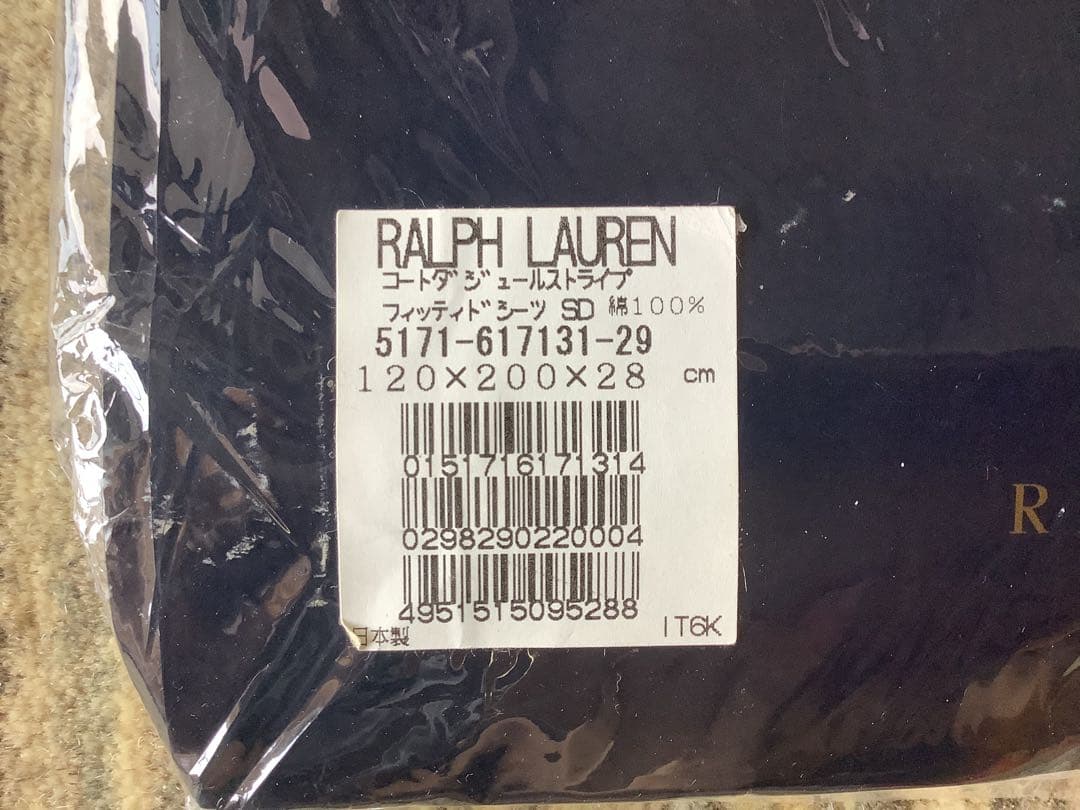 RALPH LAUREN
コートダジュールストライプ
フィッティドシーツ SD 綿100%
5171-617131-29
120×200×28 cm
0151716171314
0298290220004
4951515095288
日本製 IT6K
R